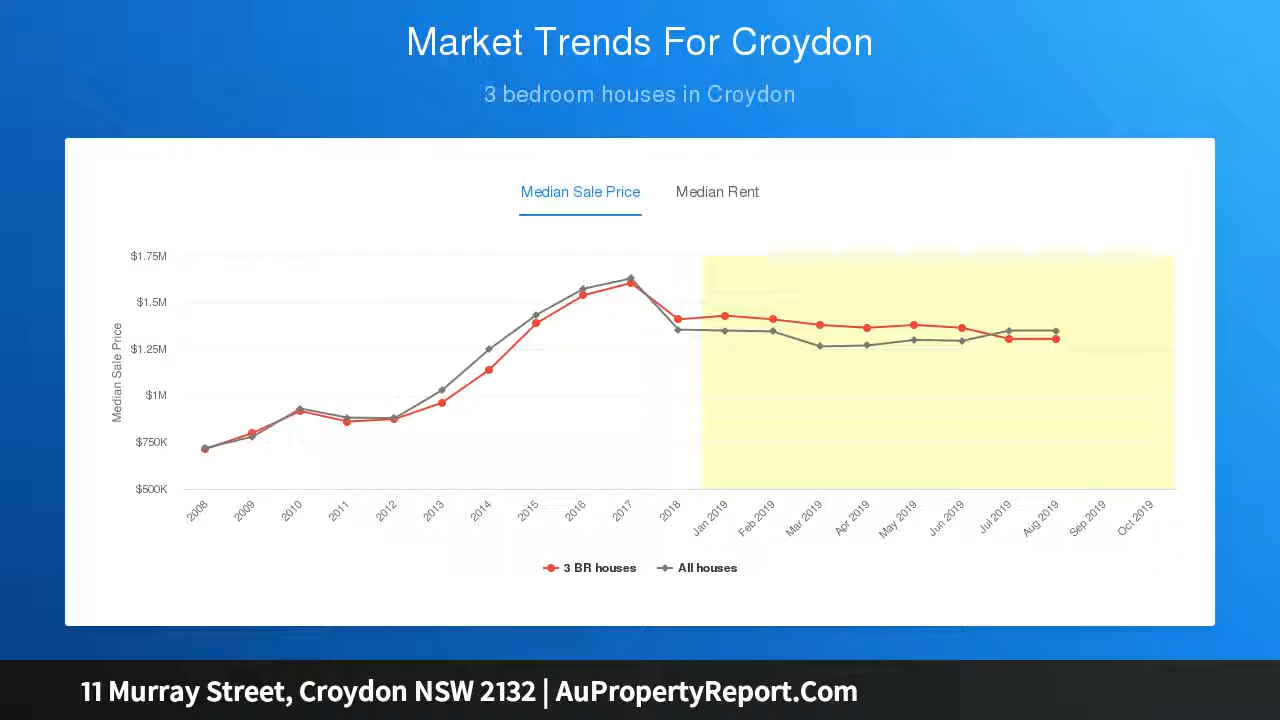 Market Trends For Croydon
3 bedroom houses in Croydon
Median Sale Price Median Rent
$1.75M
$1.5M
$1.25M
$1M
$750K
$500K
Median Sale Price
2008 2009 2010 2011 2012 2013 2014 2015 2016 2017 2018 Jan 2019 Feb 2019 Mar 2019 Apr 2019 May 2019 Jun 2019 Jul 2019 Aug 2019 Sep 2019 Oct 2019
3 BR houses All houses
11 Murray Street, Croydon NSW 2132 | AuPropertyReport.Com